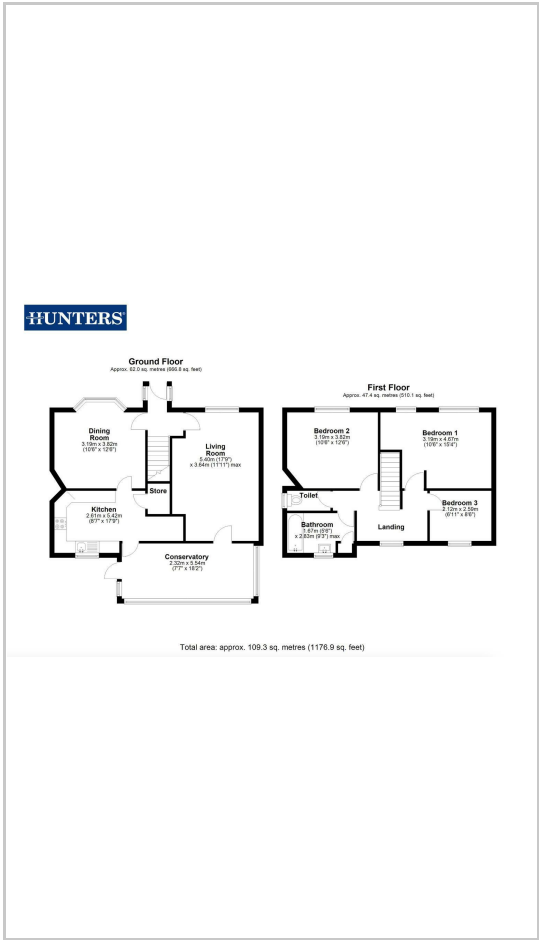 HUNTERS
Ground Floor
Approx. 62.0 sq. metres (666.8 sq. feet)
Dining
Room
3.19m x 3.82m
(10'6" x 12'6")
Living
Room
5.40m (17'9")
x 3.64m (11'11") max
Store
Kitchen
2.61m x 5.42m
(8'7" x 17'9")
Conservatory
2.32m x 5.54m
(7'7" x 18'2")
First Floor
Approx. 47.4 sq. metres (510.1 sq. feet)
Bedroom 2
3.19m x 3.82m
(10'6" x 12'6")
Bedroom 1
3.19m x 4.67m
(10'6" x 15'4")
Toilet
Bedroom 3
2.12m x 2.59m
(6'11" x 8'6")
Bathroom
1.67m (5'6")
x 2.83m (9'3") max
Landing
Total area: approx. 109.3 sq. metres (1176.9 sq. feet)